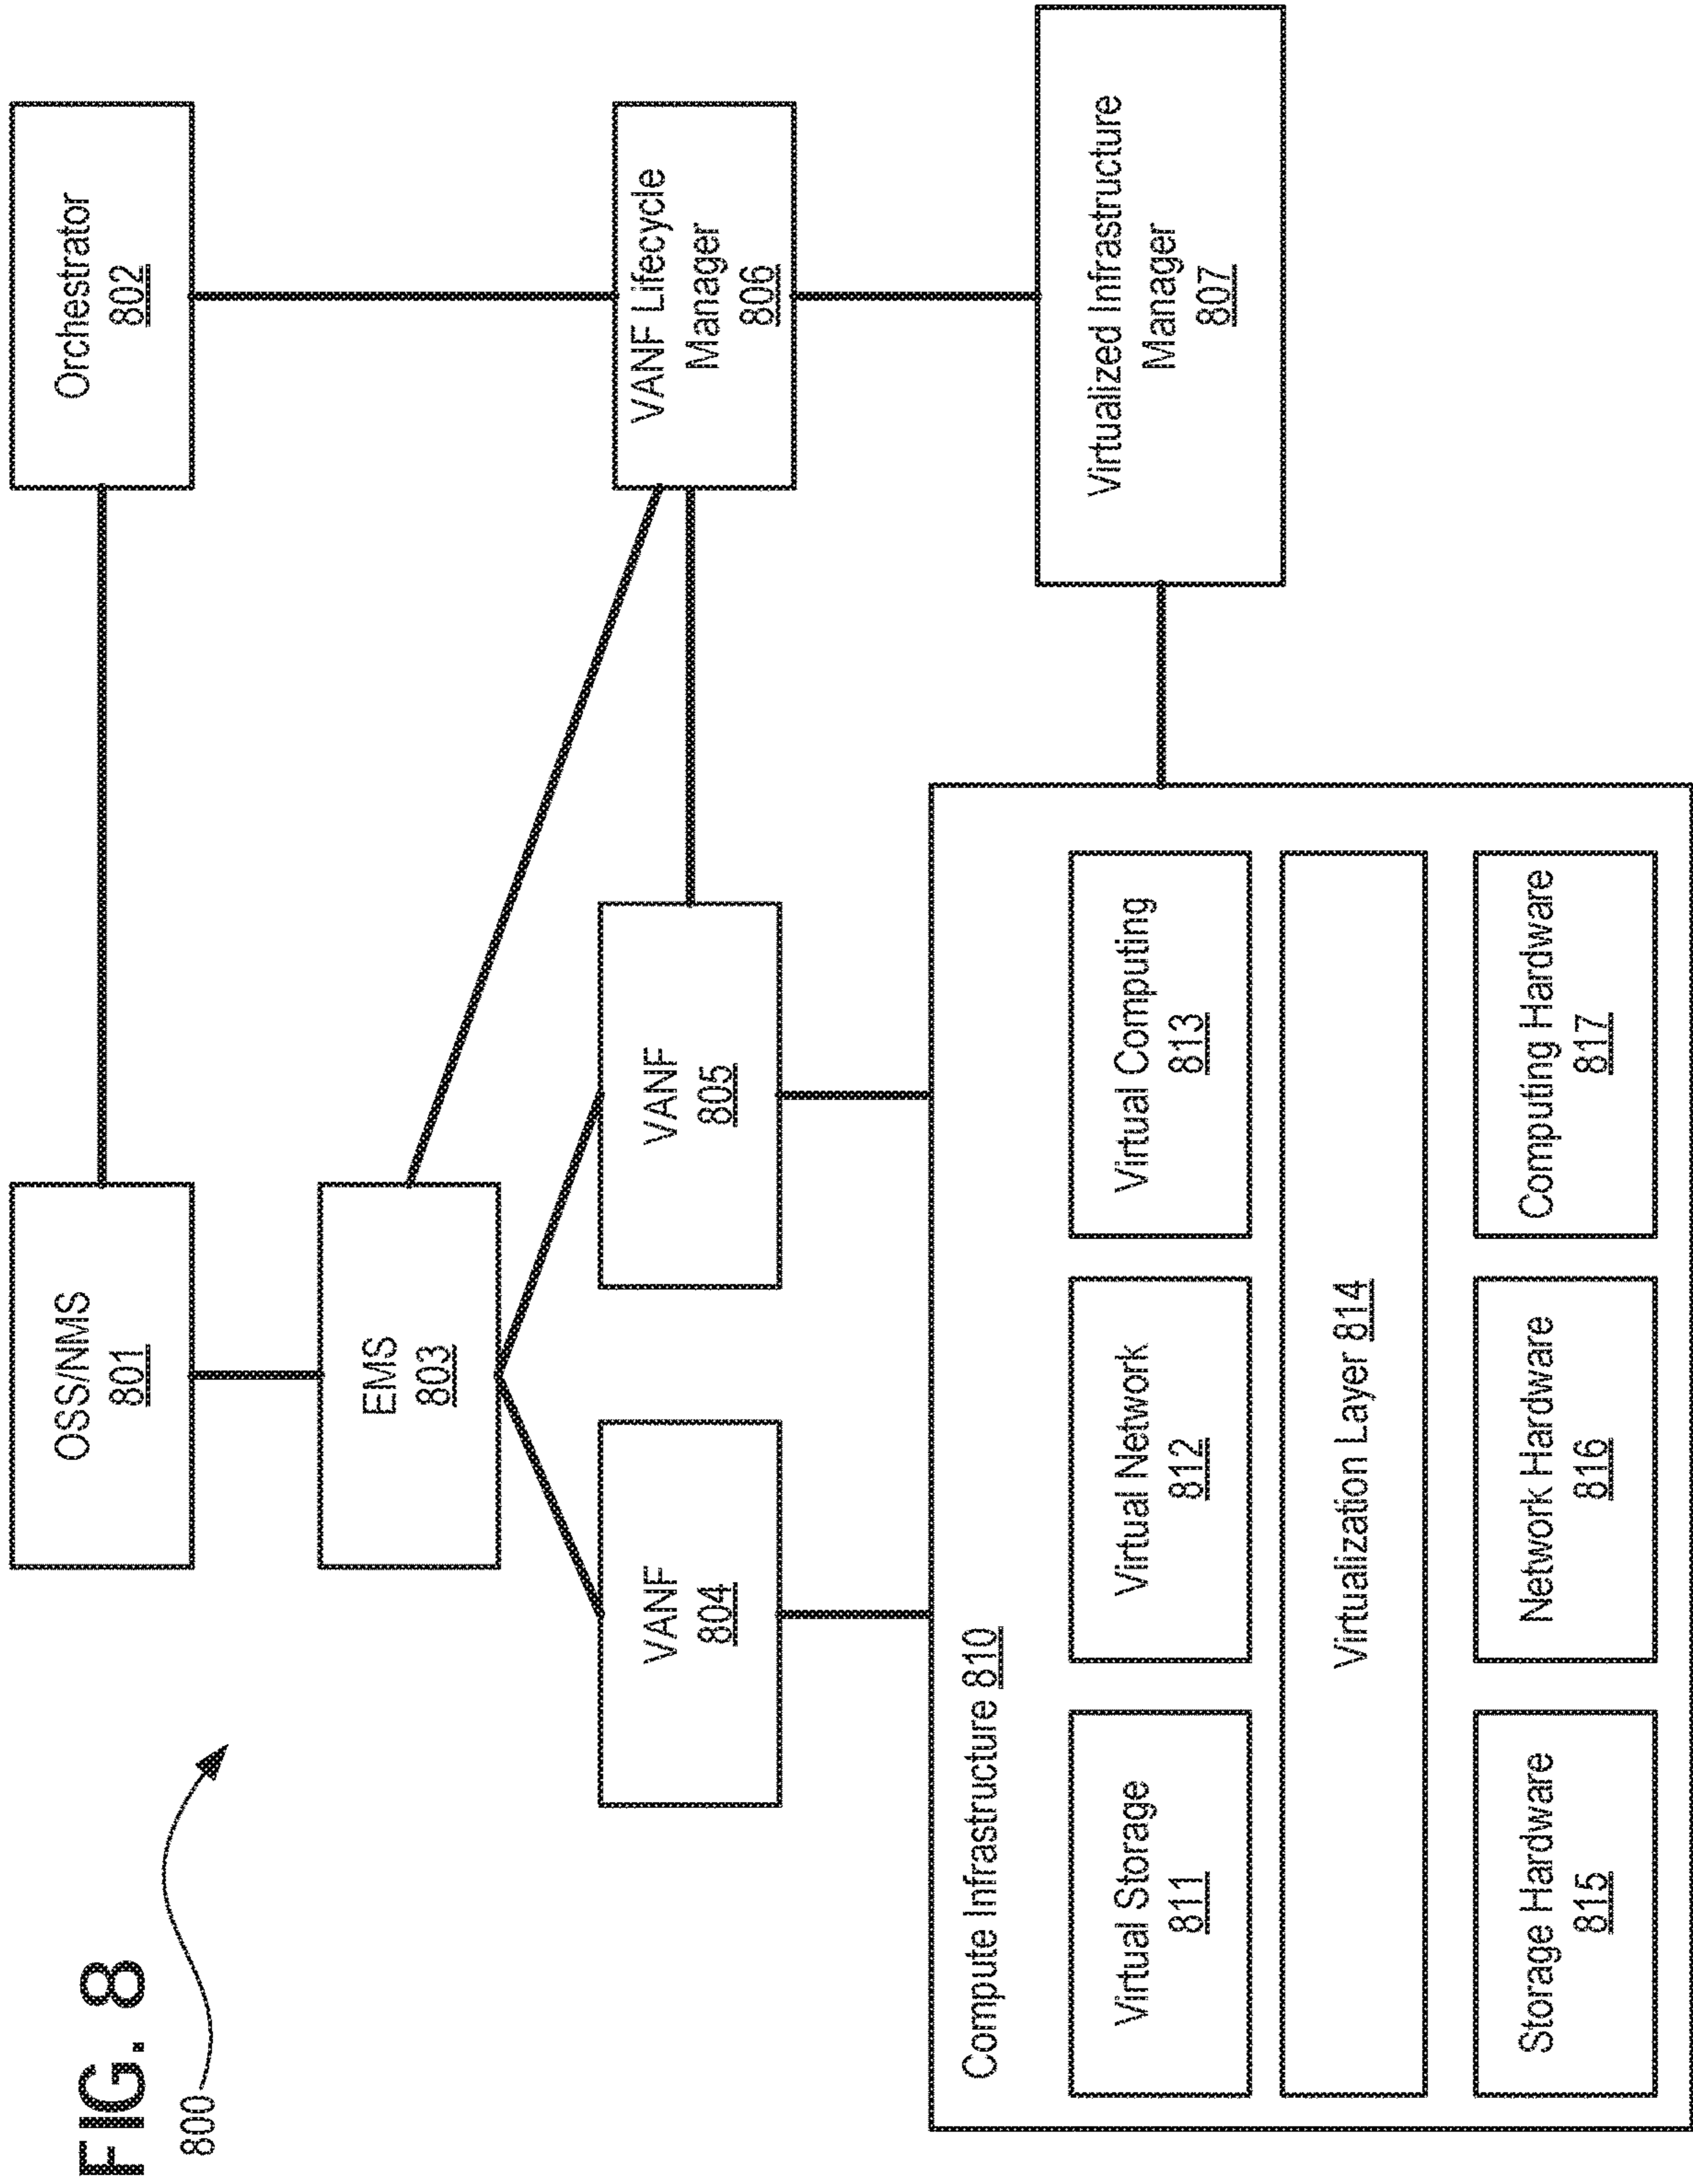 FIG. 8
800
OSS/NMS
801
Orchestrator
802
EMS
803
VANF
804
VANF
805
VANF Lifecycle
Manager
806
Compute Infrastructure 810
Virtual Storage
811
Virtual Network
812
Virtual Computing
813
Virtualization Layer 814
Storage Hardware
815
Network Hardware
816
Computing Hardware
817
Virtualized Infrastructure
Manager
807